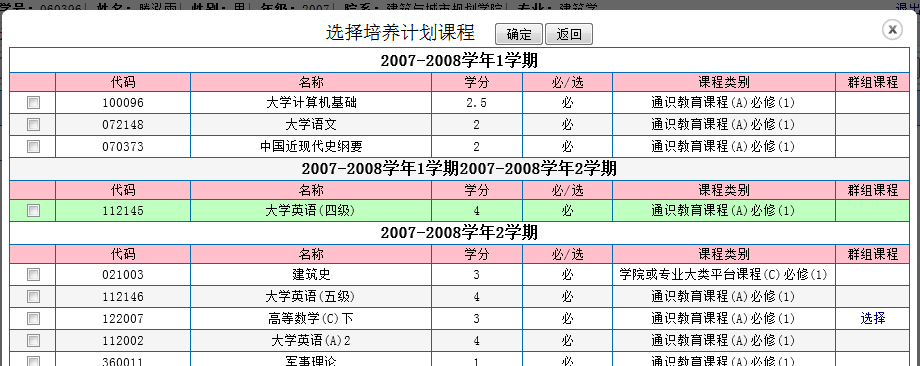 学号: 060396| 姓名: 滕泓雨| 性别: 男| 年级: 2007| 院系: 建筑与城市规划学院| 专业: 建筑学
选择培养计划课程 确定 返回
2007-2008学年1学期
代码 名称 学分 必/选 课程类别 群组课程
100096 大学计算机基础 2.5 必 通识教育课程(A)必修(1)
072148 大学语文 2 必 通识教育课程(A)必修(1)
070373 中国近现代史纲要 2 必 通识教育课程(A)必修(1)
2007-2008学年1学期2007-2008学年2学期
代码 名称 学分 必/选 课程类别 群组课程
112145 大学英语(四级) 4 必 通识教育课程(A)必修(1)
2007-2008学年2学期
代码 名称 学分 必/选 课程类别 群组课程
021003 建筑史 3 必 学院或专业大类平台课程(C)必修(1)
112146 大学英语(五级) 4 必 通识教育课程(A)必修(1)
122007 高等数学(C)下 3 必 通识教育课程(A)必修(1) 选择
112002 大学英语(A)2 4 必 通识教育课程(A)必修(1)
360011 军事理论 1 必 通识教育课程(A)必修(1)